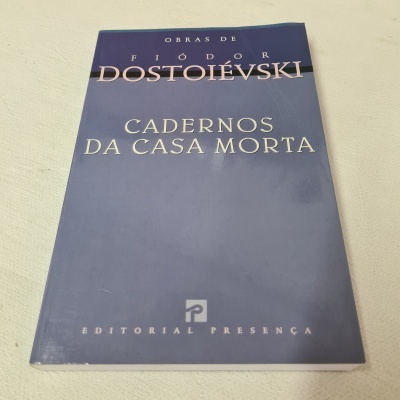 OBRAS DE
FIÓDOR
DOSTOIÉVSKI
CADERNOS
DA CASA MORTA
P
EDITORIAL PRESENÇA